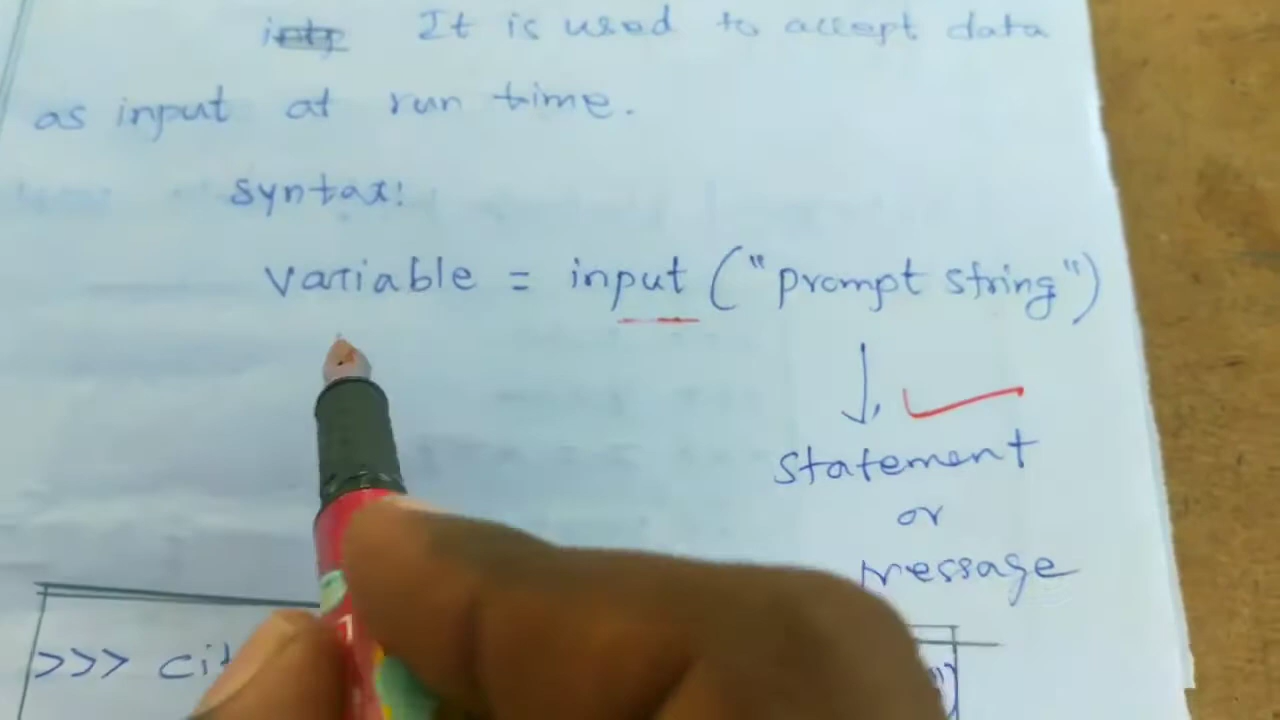 It is used to accept data
as input at run time.
syntax:
variable = input ("prompt string")
statement
or
message
>>> cit
")